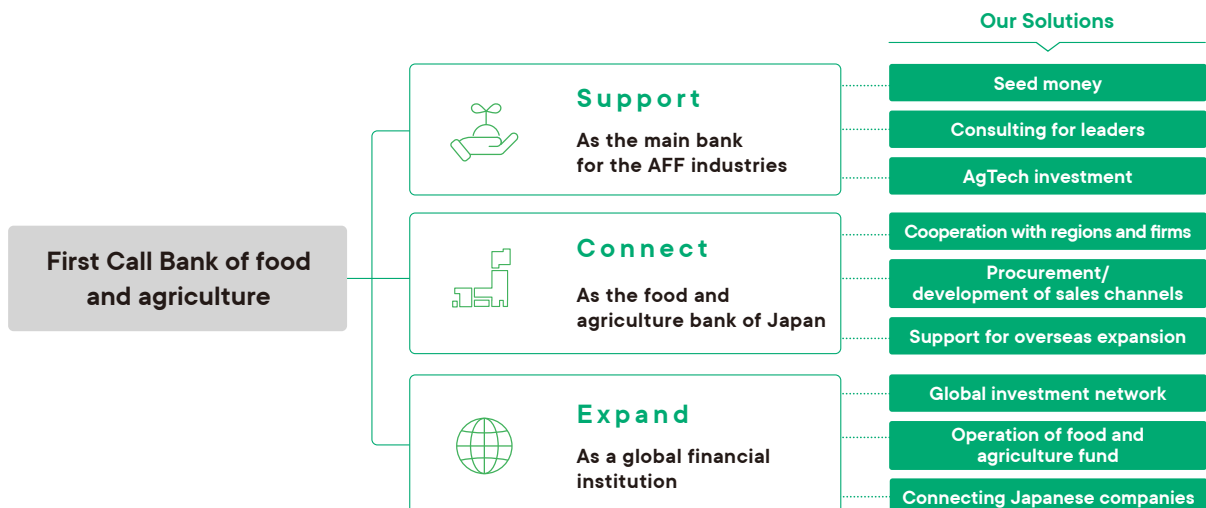 Our Solutions
First Call Bank of food
and agriculture
Support
As the main bank
for the AFF industries
Seed money
Consulting for leaders
AgTech investment
Connect
As the food and
agriculture bank of Japan
Cooperation with regions and firms
Procurement/
development of sales channels
Support for overseas expansion
Expand
As a global financial
institution
Global investment network
Operation of food and
agriculture fund
Connecting Japanese companies